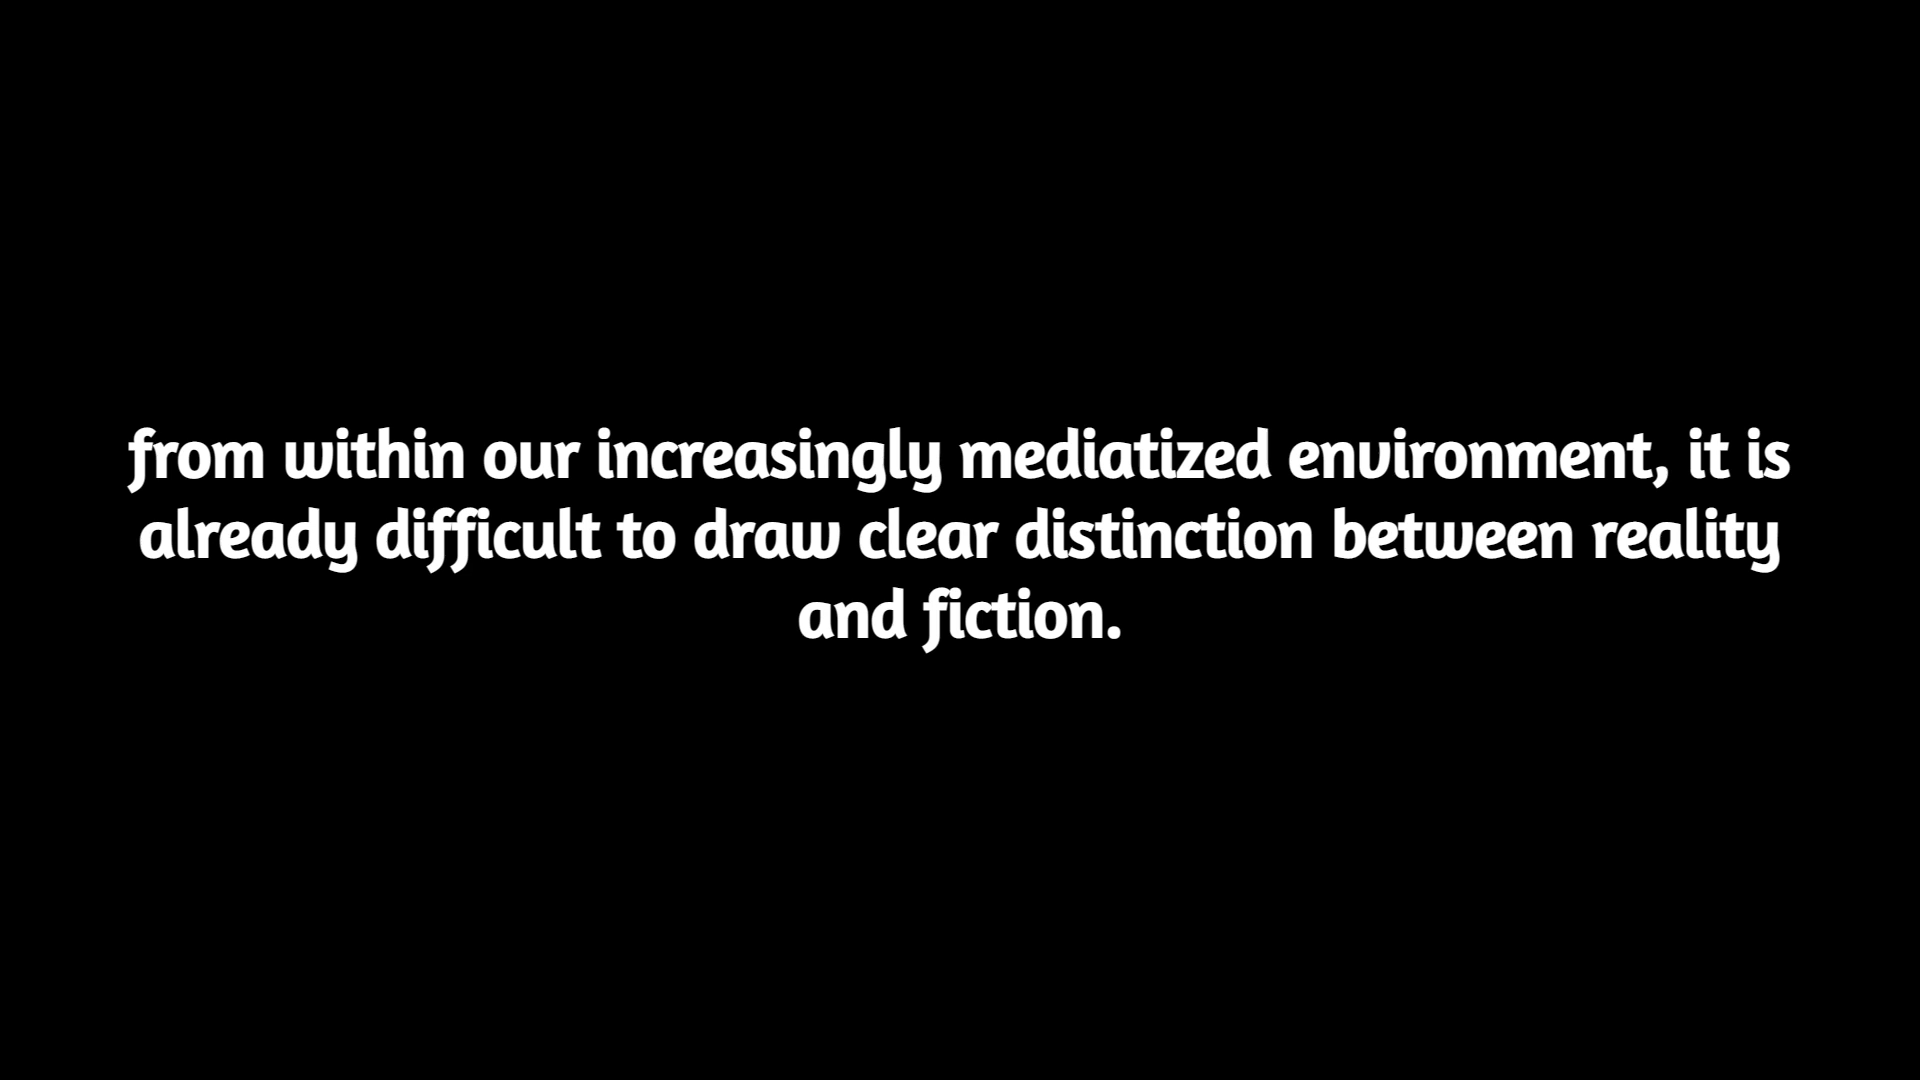 from within our increasingly mediatized environment, it is
already difficult to draw clear distinction between reality
and fiction.